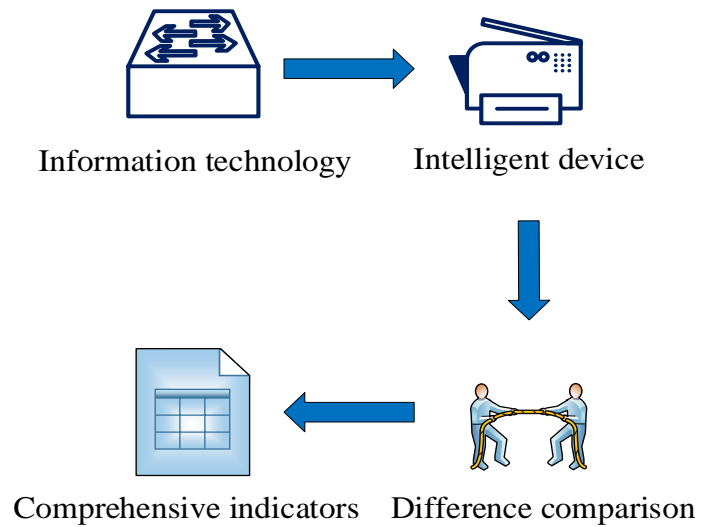 Information technology
Intelligent device
Comprehensive indicators
Difference comparison